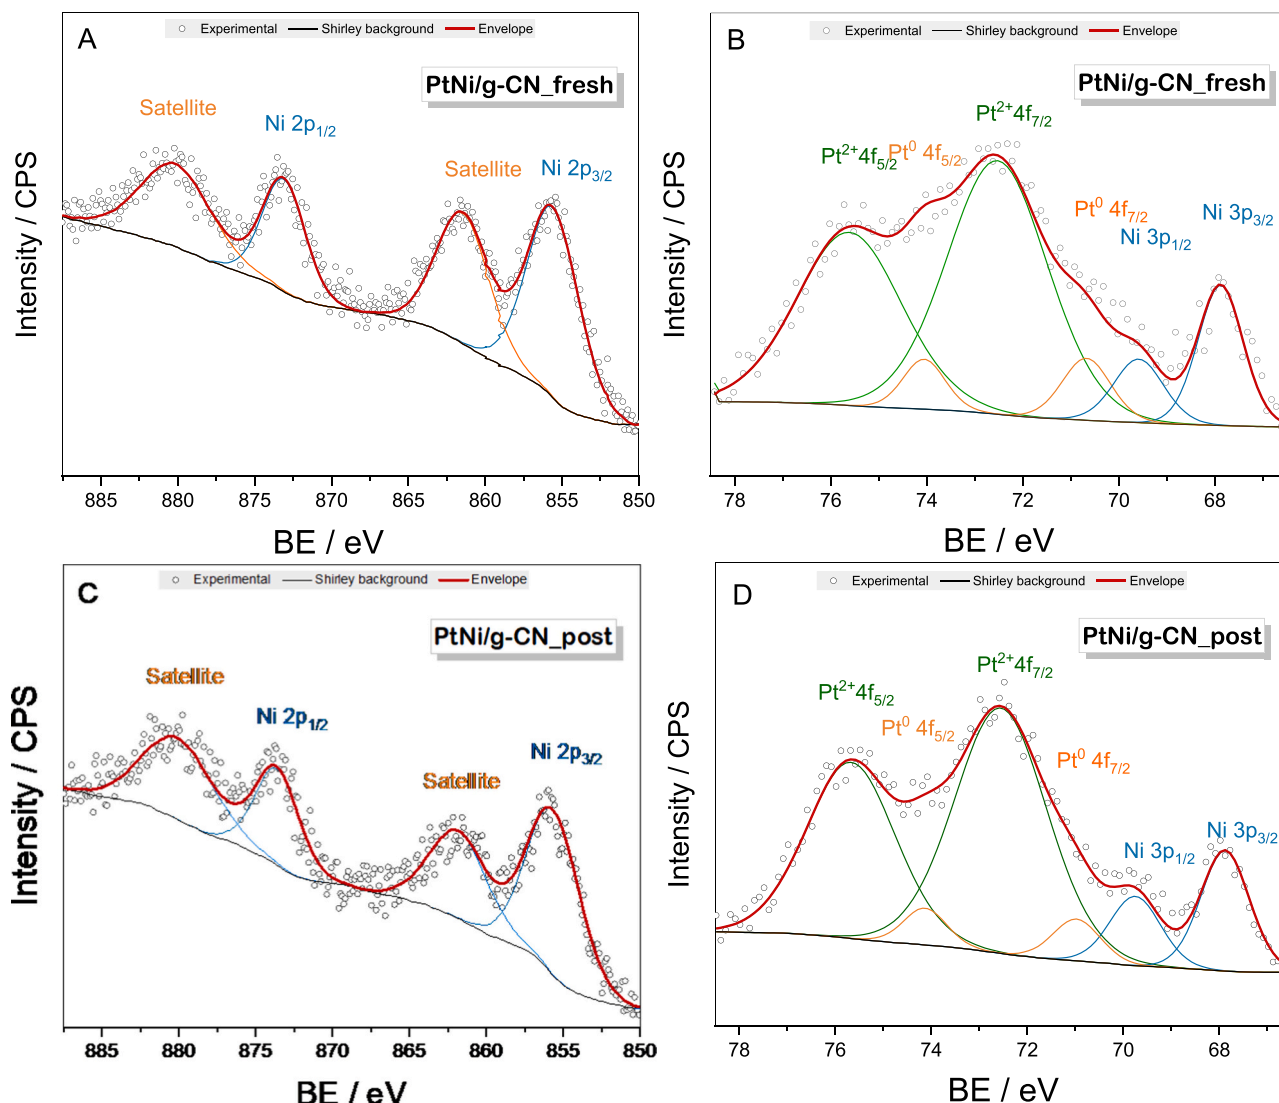 A
Experimental Shirley background Envelope
PtNi/g-CN_fresh
Satellite
Ni 2p1/2
Satellite
Ni 2p3/2
Intensity / CPS
885 880 875 870 865 860 855 850
BE / eV
B
Experimental Shirley background Envelope
PtNi/g-CN_fresh
Pt2+4f7/2
Pt2+4f5/2
Pt0 4f5/2
Pt0 4f7/2
Ni 3p1/2
Ni 3p3/2
Intensity / CPS
78 76 74 72 70 68
BE / eV
C
Experimental Shirley background Envelope
PtNi/g-CN_post
Satellite
Ni 2p1/2
Satellite
Ni 2p3/2
Intensity / CPS
885 880 875 870 865 860 855 850
BE / eV
D
Experimental Shirley background Envelope
PtNi/g-CN_post
Pt2+4f7/2
Pt2+4f5/2
Pt0 4f5/2
Pt0 4f7/2
Ni 3p1/2
Ni 3p3/2
Intensity / CPS
78 76 74 72 70 68
BE / eV